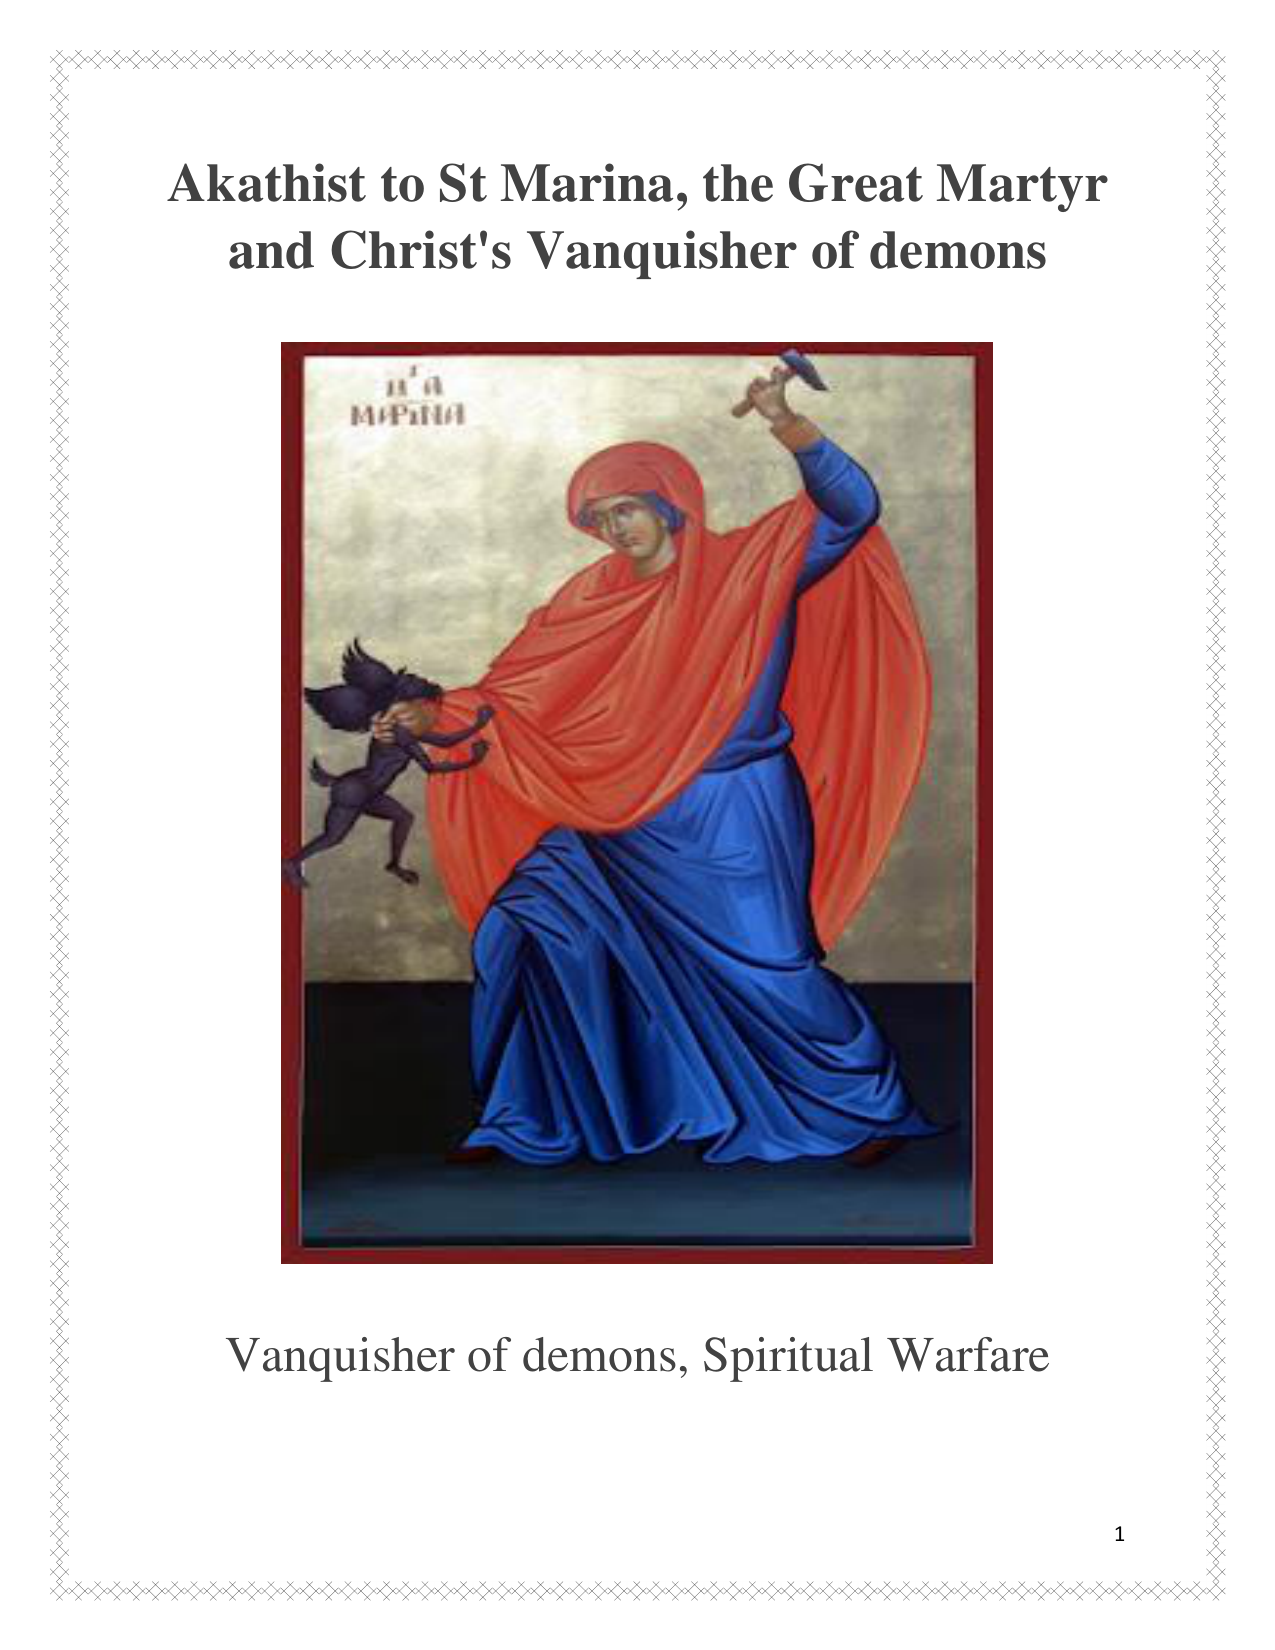 Akathist to St Marina, the Great Martyr
and Christ's Vanquisher of demons
ΜΑΡΙΝΑ
Vanquisher of demons, Spiritual Warfare
1